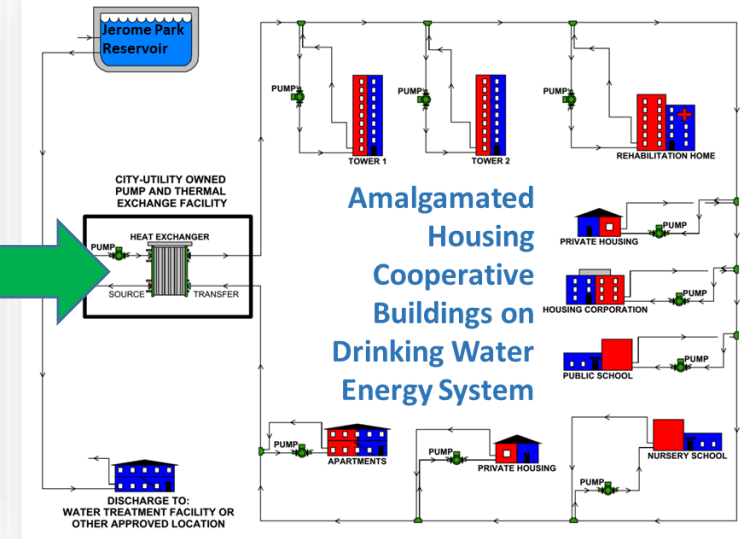 Jerome Park
Reservoir
CITY-UTILITY OWNED
PUMP AND THERMAL
EXCHANGE FACILITY
HEAT EXCHANGER
PUMP
SOURCE
TRANSFER
DISCHARGE TO:
WATER TREATMENT FACILITY OR
OTHER APPROVED LOCATION
PUMP
TOWER 1
PUMP
TOWER 2
PUMP
REHABILITATION HOME
Amalgamated
Housing
Cooperative
Buildings on
Drinking Water
Energy System
PUMP
PRIVATE HOUSING
PUMP
HOUSING CORPORATION
PUMP
PUBLIC SCHOOL
PUMP
APARTMENTS
PUMP
PRIVATE HOUSING
PUMP
NURSERY SCHOOL